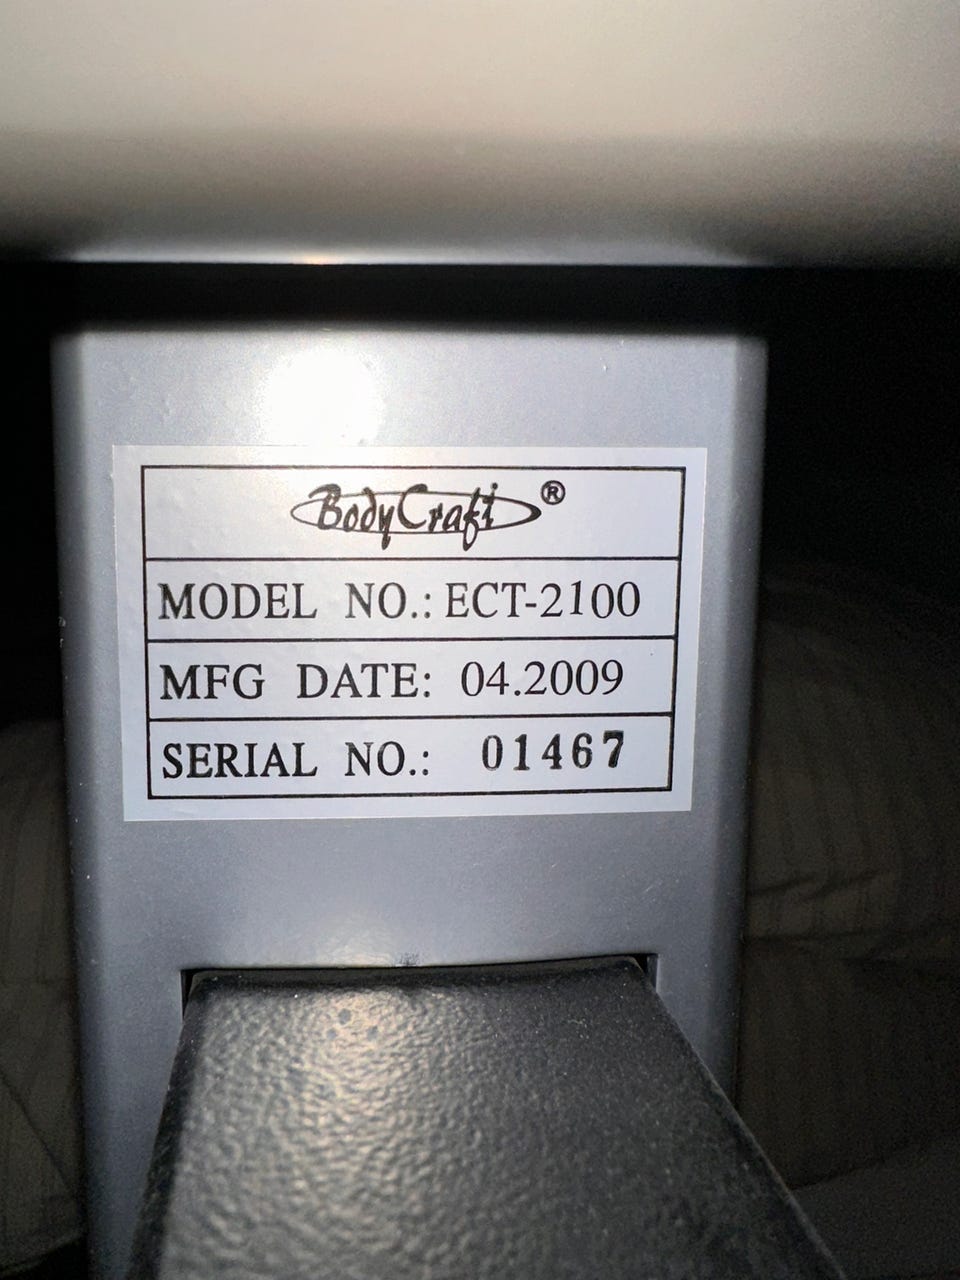 BodyCraft®
MODEL NO.: ECT-2100
MFG DATE: 04.2009
SERIAL NO.: 01467